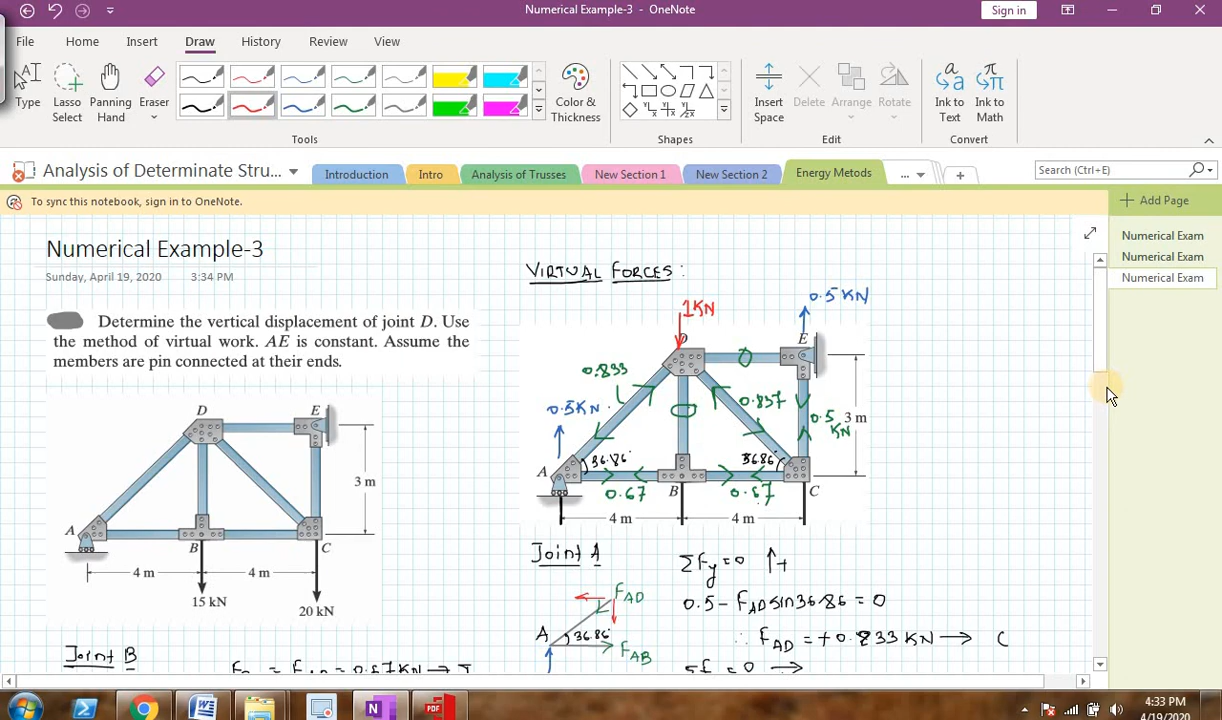 Numerical Example-3 - OneNote
Sign in
File Home Insert Draw History Review View
Type
Lasso Select
Panning Hand
Eraser
Color & Thickness
Insert Space
Delete
Arrange
Rotate
Ink to Text
Ink to Math
Tools
Shapes
Edit
Convert
Analysis of Determinate Stru...
Introduction
Intro
Analysis of Trusses
New Section 1
New Section 2
Energy Metods
...
Search (Ctrl+E)
To sync this notebook, sign in to OneNote.
Add Page
Numerical Exam
Numerical Exam
Numerical Exam
Numerical Example-3
Sunday, April 19, 2020 3:34 PM
Determine the vertical displacement of joint D. Use
the method of virtual work. AE is constant. Assume the
members are pin connected at their ends.
D
E
3 m
A
B
C
4 m
4 m
15 kN
20 kN
Joint B
VIRTUAL FORCES:
1KN
0.5 KN
D
E
0.833
0
0.5KN
0.837
0.5 KN
3 m
0
A
36.86°
36.86°
0.67
B
0.67
C
4 m
4 m
Joint A
ΣFy=0 ↑+
FAD
0.5-FADsin36.86=0
A
36.86°
FAB
∴ FAD=+0.833 KN → C
4:33 PM
4/19/2020